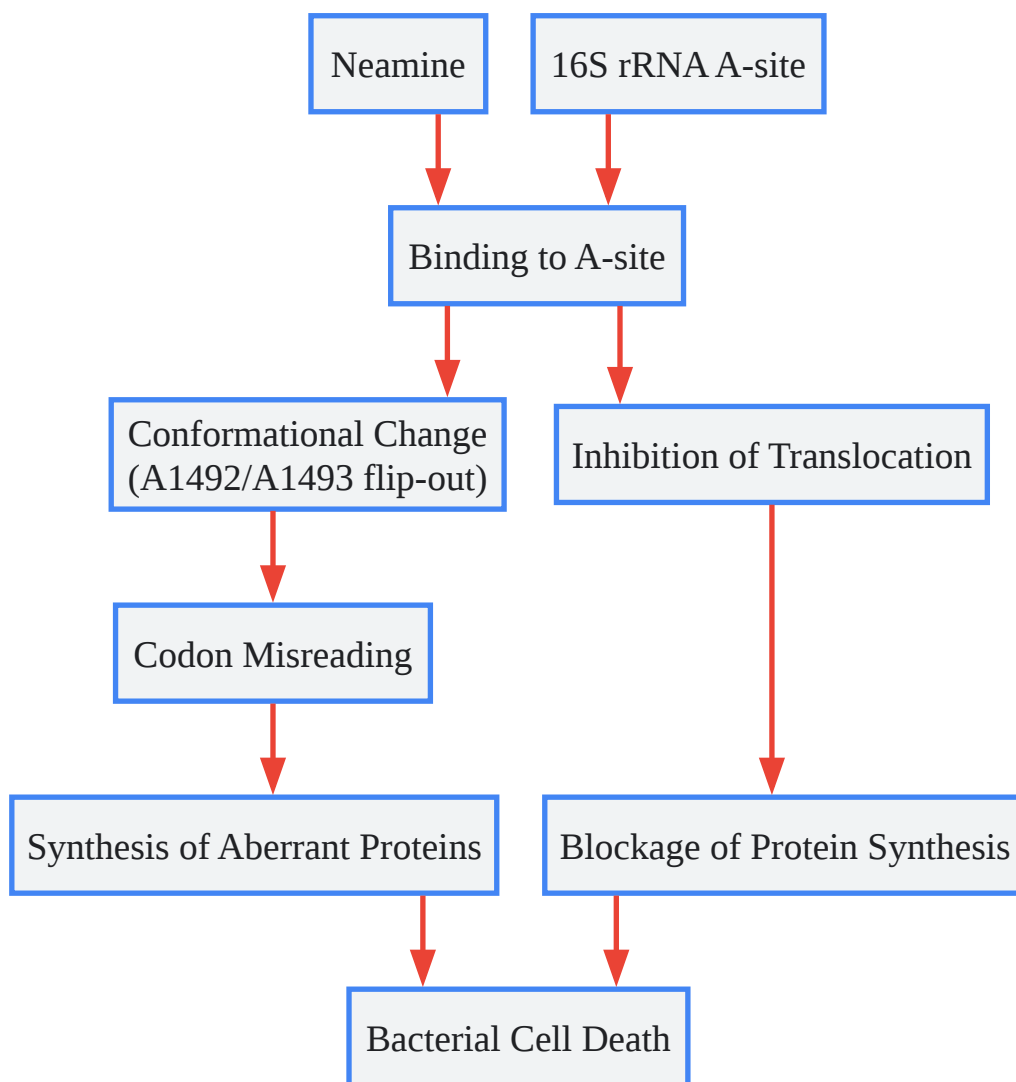 Neamine
16S rRNA A-site
Binding to A-site
Conformational Change
(A1492/A1493 flip-out)
Inhibition of Translocation
Codon Misreading
Synthesis of Aberrant Proteins
Blockage of Protein Synthesis
Bacterial Cell Death